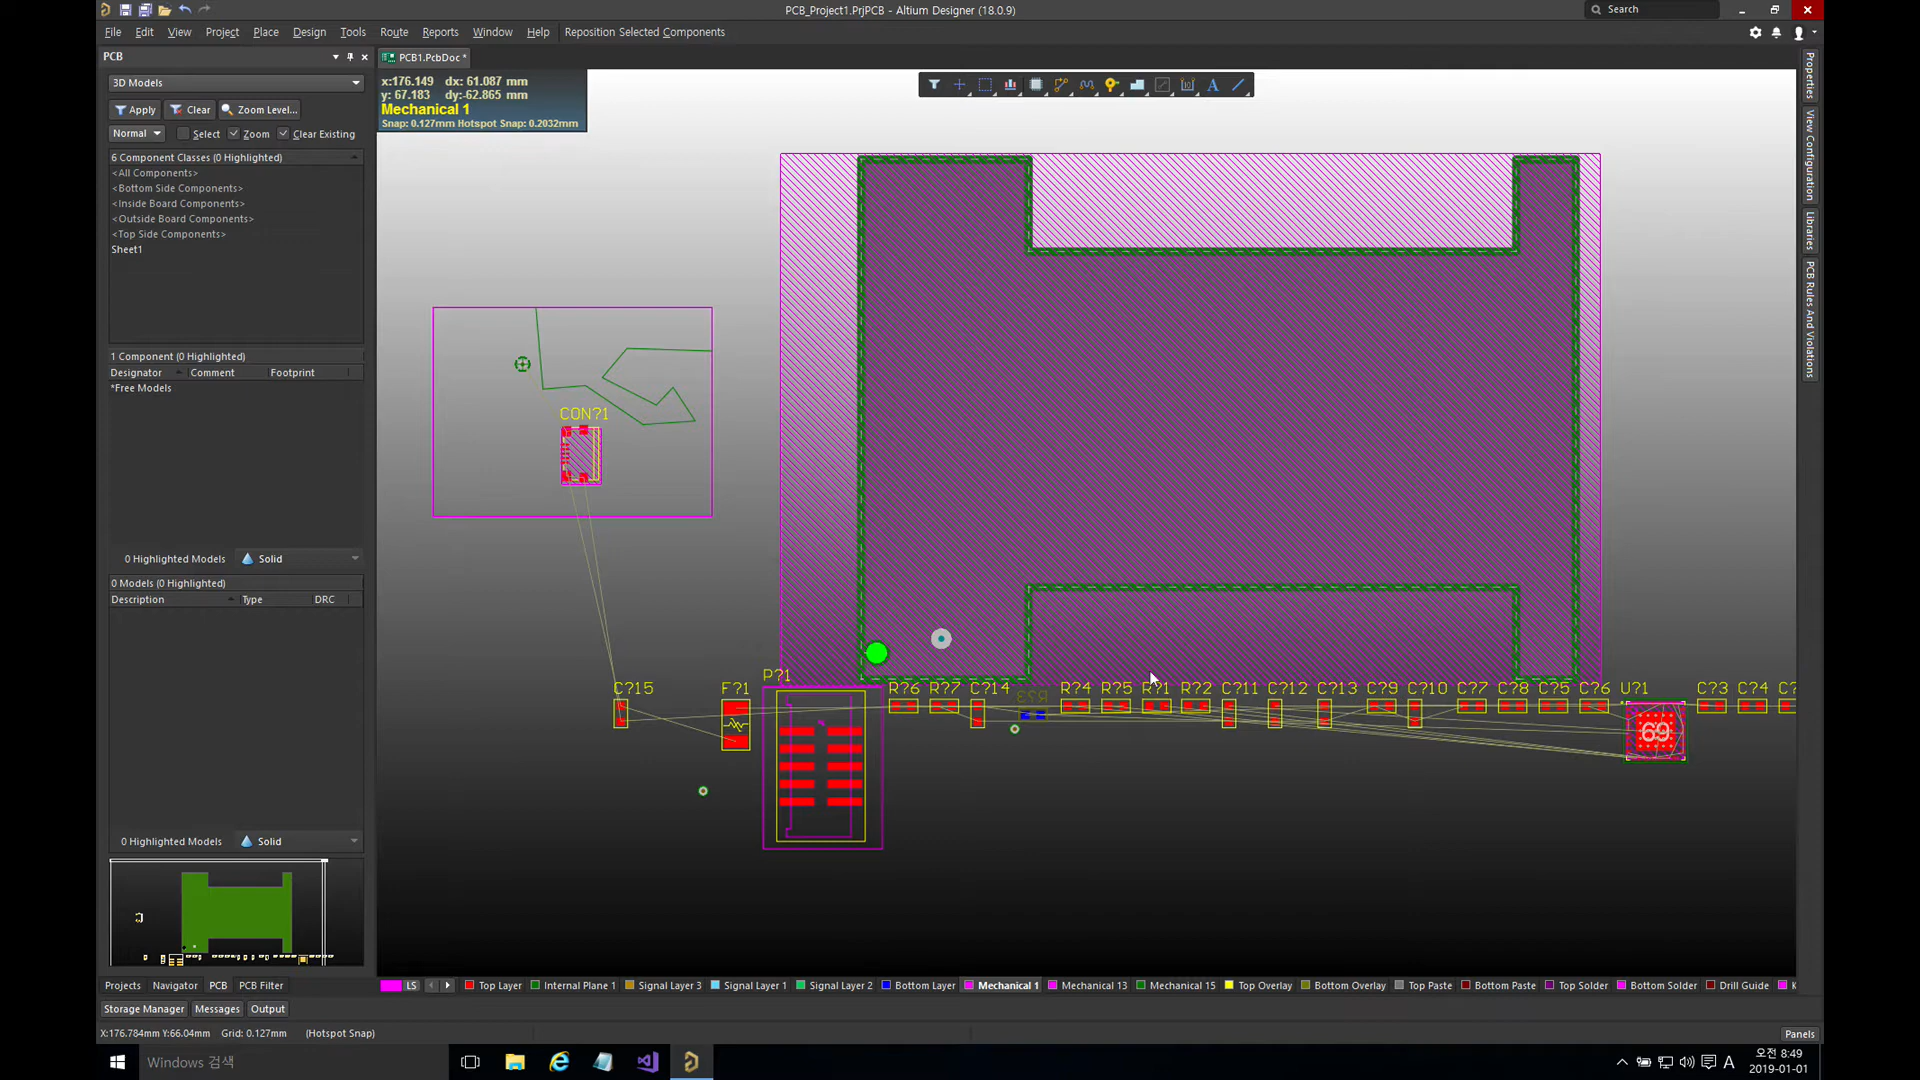 PCB_Project1.PrjPCB - Altium Designer (18.0.9)
Search
File Edit View Project Place Design Tools Route Reports Window Help Reposition Selected Components
PCB
PCB1.PcbDoc *
3D Models
x:176.149 dx: 61.087 mm
y: 67.183 dy:-62.865 mm
Mechanical 1
Snap: 0.127mm Hotspot Snap: 0.2032mm
Apply Clear Zoom Level...
Normal Select Zoom Clear Existing
6 Component Classes (0 Highlighted)
<All Components>
<Bottom Side Components>
<Inside Board Components>
<Outside Board Components>
<Top Side Components>
Sheet1
1 Component (0 Highlighted)
Designator Comment Footprint
*Free Models
0 Highlighted Models Solid
0 Models (0 Highlighted)
Description Type DRC
0 Highlighted Models Solid
Properties
View Configuration
Libraries
PCB Rules And Violations
CON?1
C?15 F?1 P?1 R?6 R?7 C?14 R?3 R?4 R?5 R?1 R?2 C?11 C?12 C?13 C?9 C?10 C?7 C?8 C?5 C?6 U?1 C?3 C?4 C?
69
Projects Navigator PCB PCB Filter
LS Top Layer Internal Plane 1 Signal Layer 3 Signal Layer 1 Signal Layer 2 Bottom Layer Mechanical 1 Mechanical 13 Mechanical 15 Top Overlay Bottom Overlay Top Paste Bottom Paste Top Solder Bottom Solder Drill Guide K
Storage Manager Messages Output
X:176.784mm Y:66.04mm Grid: 0.127mm (Hotspot Snap)
Panels
Windows 검색
A
오전 8:49
2019-01-01